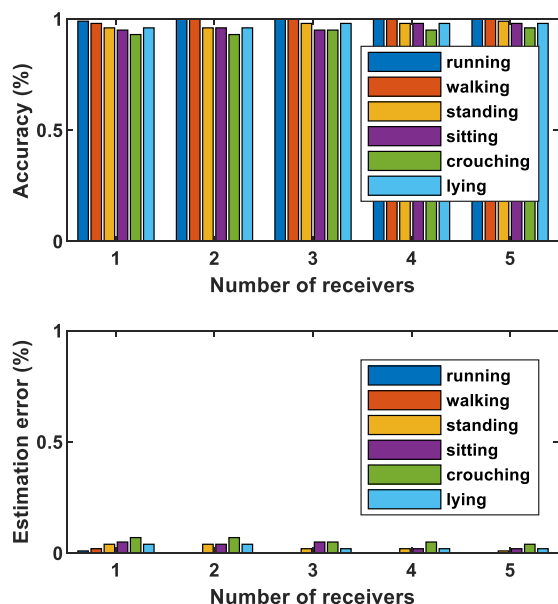 Accuracy (%)
1
0.5
0
running
walking
standing
sitting
crouching
lying
1 2 3 4 5
Number of receivers
Estimation error (%)
1
0.5
0
running
walking
standing
sitting
crouching
lying
1 2 3 4 5
Number of receivers